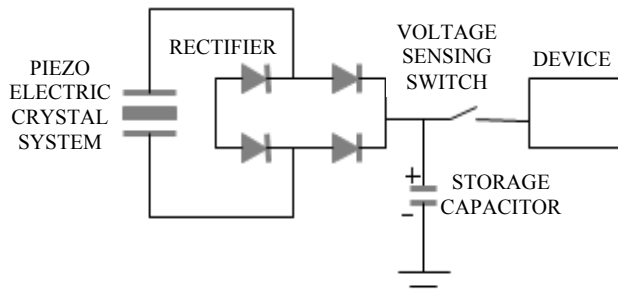 PIEZO
ELECTRIC
CRYSTAL
SYSTEM
RECTIFIER
VOLTAGE
SENSING
SWITCH
DEVICE
+
-
STORAGE
CAPACITOR